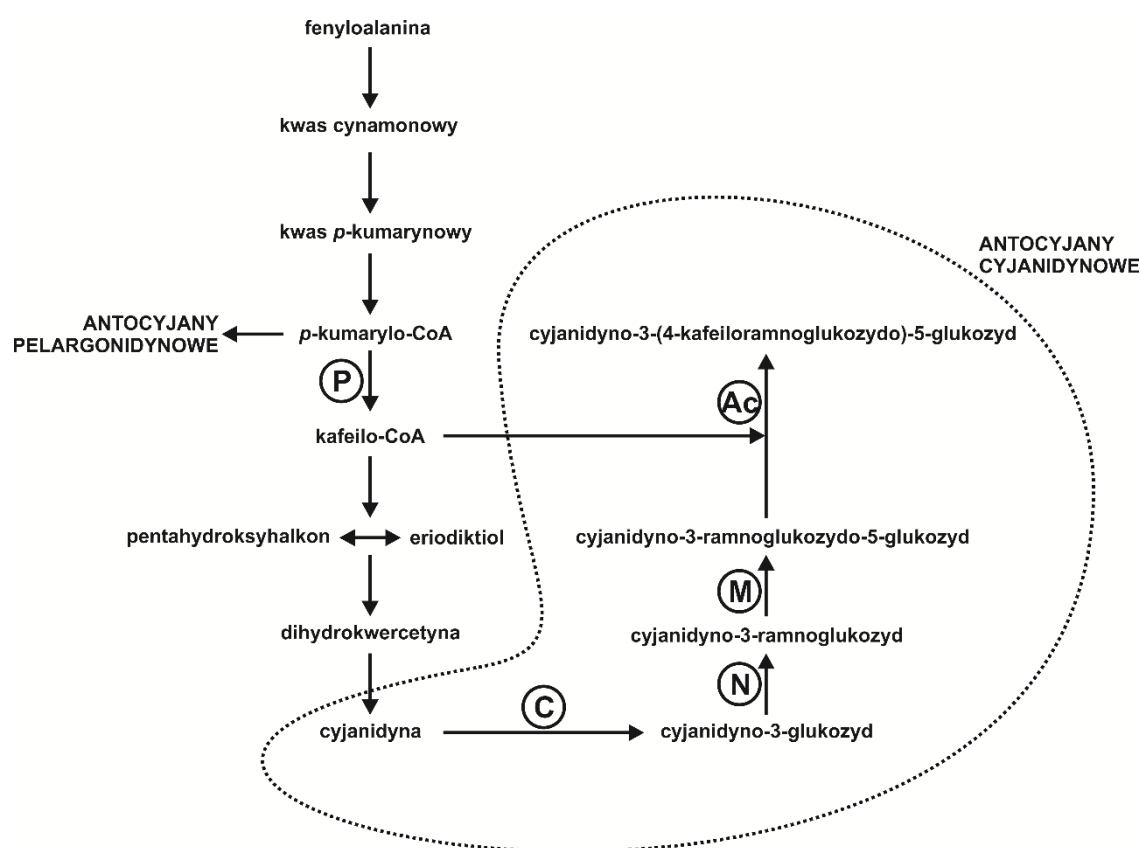 fenyloalanina
kwas cynamonowy
kwas p-kumarynowy
ANTOCYJANY
CYJANIDYNOWE
ANTOCYJANY
PELARGONIDYNOWE
p-kumarylo-CoA
cyjanidyno-3-(4-kafeiloramnoglukozydo)-5-glukozyd
P
Ac
kafeilo-CoA
pentahydroksyhalkon
eriodiktiol
cyjanidyno-3-ramnoglukozydo-5-glukozyd
M
dihydrokwercetyna
cyjanidyno-3-ramnoglukozyd
N
C
cyjanidyna
cyjanidyno-3-glukozyd